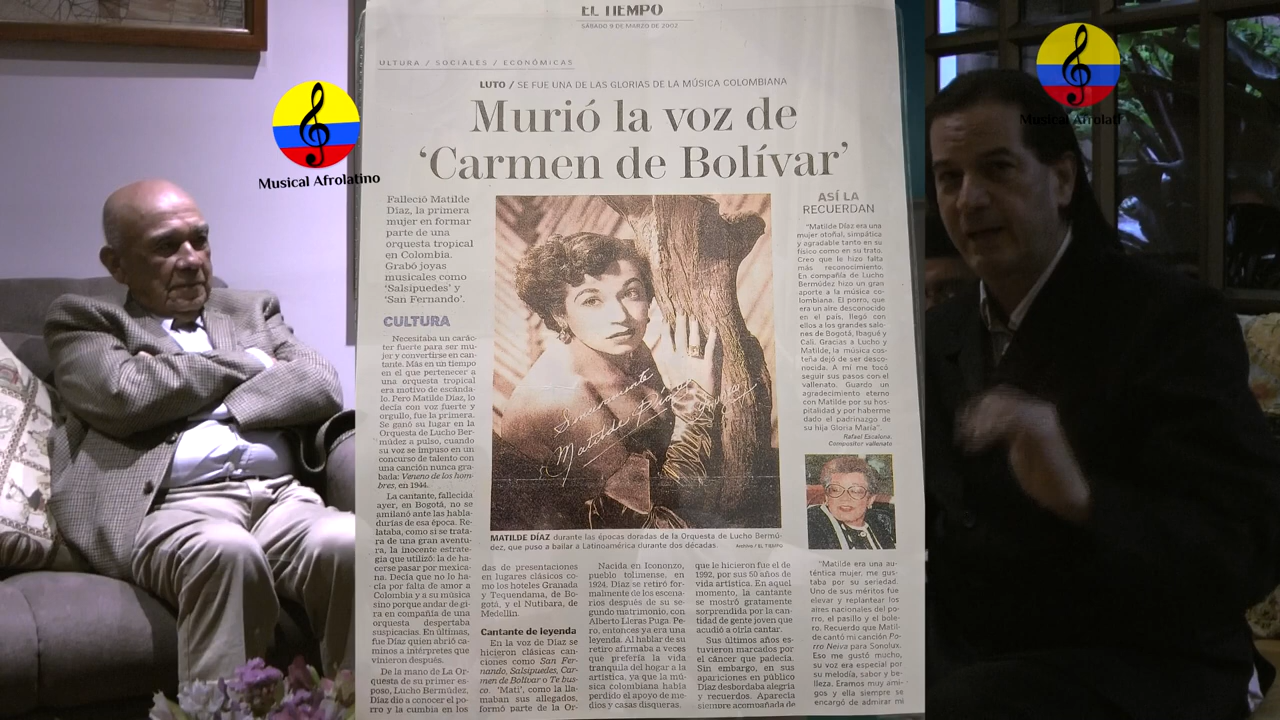 EL TIEMPO
SÁBADO 9 DE MARZO DE 2002
ULTURA / SOCIALES / ECONÓMICAS
LUTO / SE FUE UNA DE LAS GLORIAS DE LA MÚSICA COLOMBIANA
Murió la voz de
‘Carmen de Bolívar’
Falleció Matilde
Díaz, la primera
mujer en formar
parte de una
orquesta tropical
en Colombia.
Grabó joyas
musicales como
‘Salsipuedes’ y
‘San Fernando’.
CULTURA
Necesitaba un carác-
ter fuerte para ser mu-
jer y convertirse en can-
tante. Más en un tiempo
en el que pertenecer a
una orquesta tropical
era motivo de escánda-
lo. Pero Matilde Díaz, lo
decía con voz fuerte y
orgullo, fue la primera.
Se ganó su lugar en la
Orquesta de Lucho Ber-
múdez a pulso, cuando
su voz se impuso en un
concurso de talento con
una canción nunca gra-
bada: Veneno de los hom-
bres, en 1944.
La cantante, fallecida
ayer, en Bogotá, no se
amilanó ante las habla-
durías de esa época. Re-
lataba, como si se trata-
ra de una gran aventu-
ra, la inocente estrate-
gia que utilizó: la de ha-
cerse pasar por mexica-
na. Decía que no lo ha-
cía por falta de amor a
Colombia y a su música
sino porque andar de gi-
ra en compañía de una
orquesta despertaba
suspicacias. En últimas,
fue Díaz quien abrió ca-
minos a intérpretes que
vinieron después.
De la mano de La Or-
questa de su primer es-
poso, Lucho Bermúdez,
Díaz dio a conocer el po-
rro y la cumbia en los
Sinceramente
Matilde Díaz
MATILDE DÍAZ durante las épocas doradas de la Orquesta de Lucho Bermú-
dez, que puso a bailar a Latinoamérica durante dos décadas.
Archivo / EL TIEMPO
das de presentaciones
en lugares clásicos co-
mo los hoteles Granada
y Tequendama, de Bo-
gotá, y el Nutibara, de
Medellín.
Cantante de leyenda
En la voz de Díaz se
hicieron clásicas can-
ciones como San Fer-
nando, Salsipuedes, Car-
men de Bolívar o Te bus-
co. ‘Mati’, como la lla-
maban sus allegados,
formó parte de la Or-
Nacida en Icononzo,
pueblo tolimense, en
1924, Díaz se retiró for-
malmente de los escena-
rios después de su se-
gundo matrimonio, con
Alberto Lleras Puga. Pe-
ro, entonces ya era una
leyenda. Al hablar de su
retiro afirmaba a veces
que prefería la vida
tranquila del hogar a la
artística, ya que la mú-
sica colombiana había
perdido el apoyo de me-
dios y casas disqueras.
que le hicieron fue el de
1992, por sus 50 años de
vida artística. En aquel
momento, la cantante
se mostró gratamente
sorprendida por la can-
tidad de gente joven que
acudió a oírla cantar.
Sus últimos años es-
tuvieron marcados por
el cáncer que padecía.
Sin embargo, en sus
apariciones en público
Díaz desbordaba alegría
y recuerdos. Aparecía
siempre acompañada de
ASÍ LA
RECUERDAN
“Matilde Díaz era una
mujer otoñal, simpática
y agradable tanto en su
físico como en su trato.
Creo que le hizo falta
más reconocimiento.
En compañía de Lucho
Bermúdez hizo un gran
aporte a la música co-
lombiana. El porro, que
era un aire desconocido
en el país, llegó con
ellos a los grandes salo-
nes de Bogotá, Ibagué y
Cali. Gracias a Lucho y
Matilde, la música cos-
teña dejó de ser desco-
nocida. A mí me tocó
seguir sus pasos con el
vallenato. Guardo un
agradecimiento eterno
con Matilde por su hos-
pitalidad y por haberme
dado el padrinazgo de
su hija Gloria María”.
Rafael Escalona.
Compositor vallenato
“Matilde era una au-
téntica mujer, me gus-
taba por su seriedad.
Uno de sus méritos fue
elevar y replantear los
aires nacionales del po-
rro, el pasillo y el bole-
ro. Recuerdo que Matil-
de cantó mi canción Po-
rro Neiva para Sonolux.
Eso me gustó mucho,
su voz era especial por
su melodía, sabor y be-
lleza. Eramos muy ami-
gos y ella siempre se
encargó de admirar mi
Musical Afrolatino
Musical Afrolati